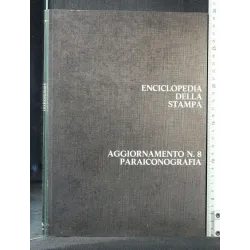 ENCICLOPEDIA
DELLA
STAMPA
AGGIORNAMENTO N. 8
PARAICONOGRAFIA